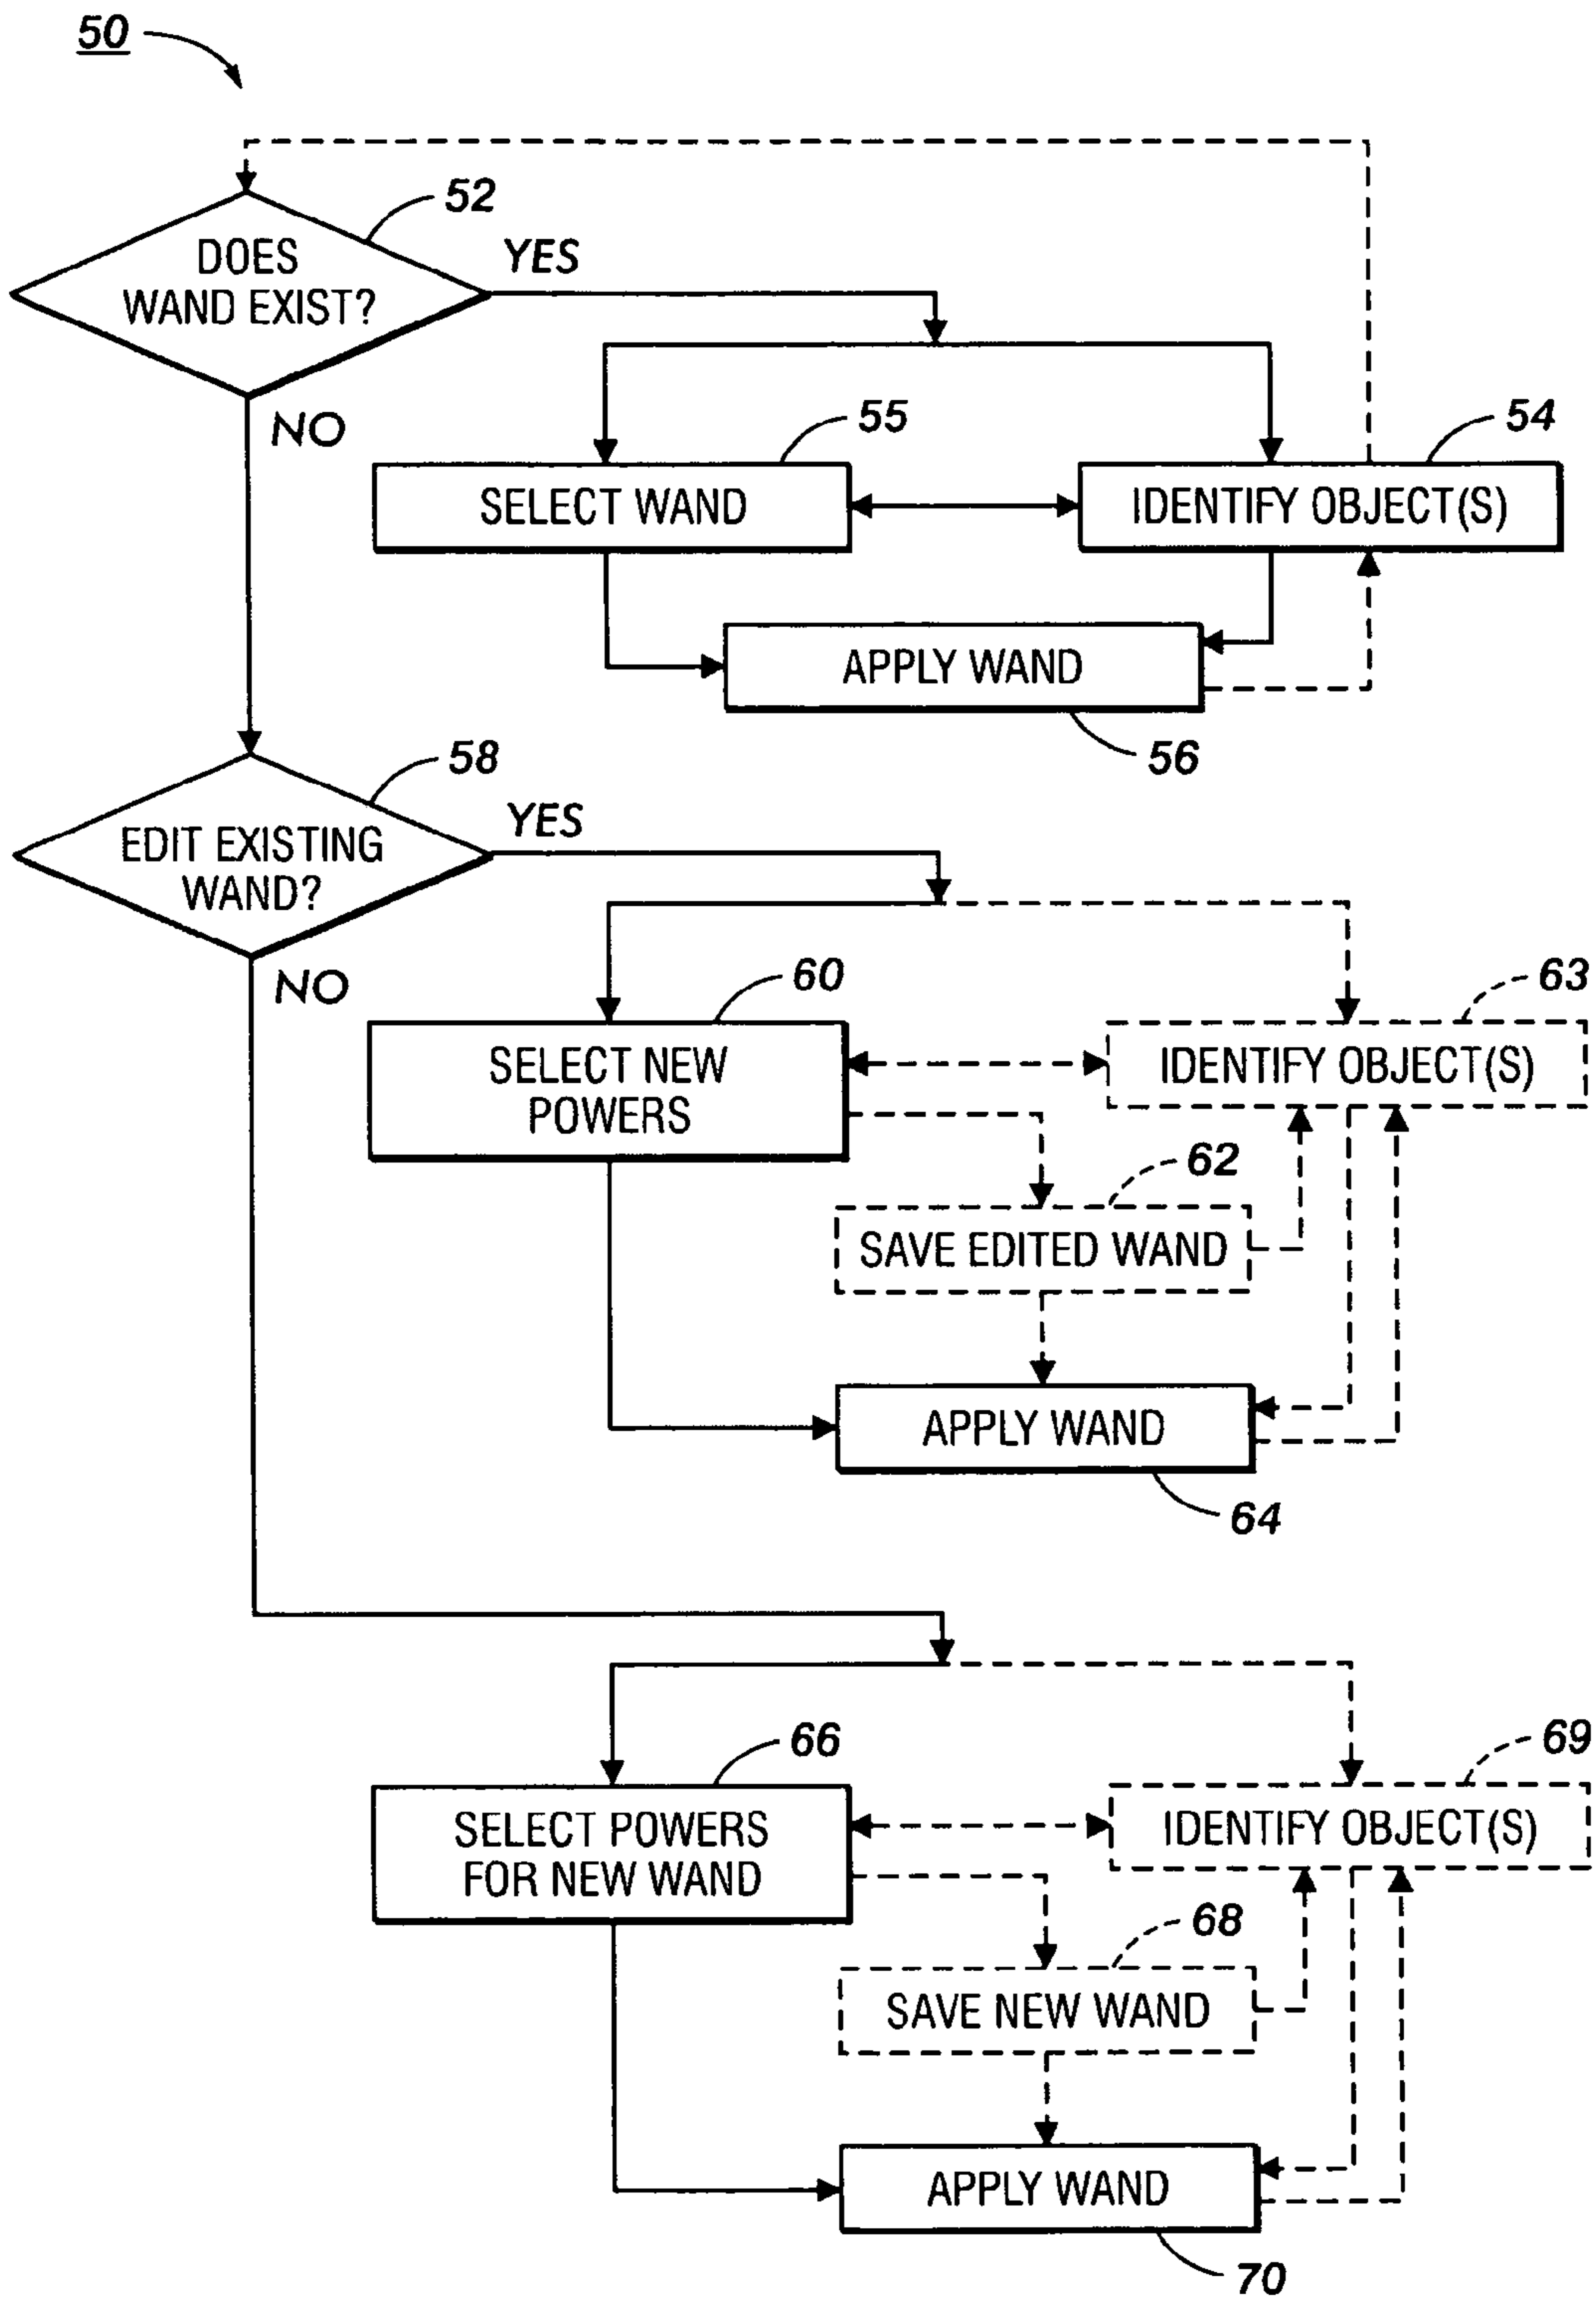 50
52
DOES
WAND EXIST?
YES
NO
55
54
SELECT WAND
IDENTIFY OBJECT(S)
APPLY WAND
56
58
EDIT EXISTING
WAND?
YES
NO
60
63
SELECT NEW
POWERS
IDENTIFY OBJECT(S)
62
SAVE EDITED WAND
APPLY WAND
64
66
69
SELECT POWERS
FOR NEW WAND
IDENTIFY OBJECT(S)
68
SAVE NEW WAND
APPLY WAND
70